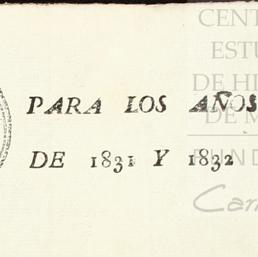 PARA LOS AÑOS
DE 1831 Y 1832
CENT
ESTU
DE HI
DE M
FUND
Car